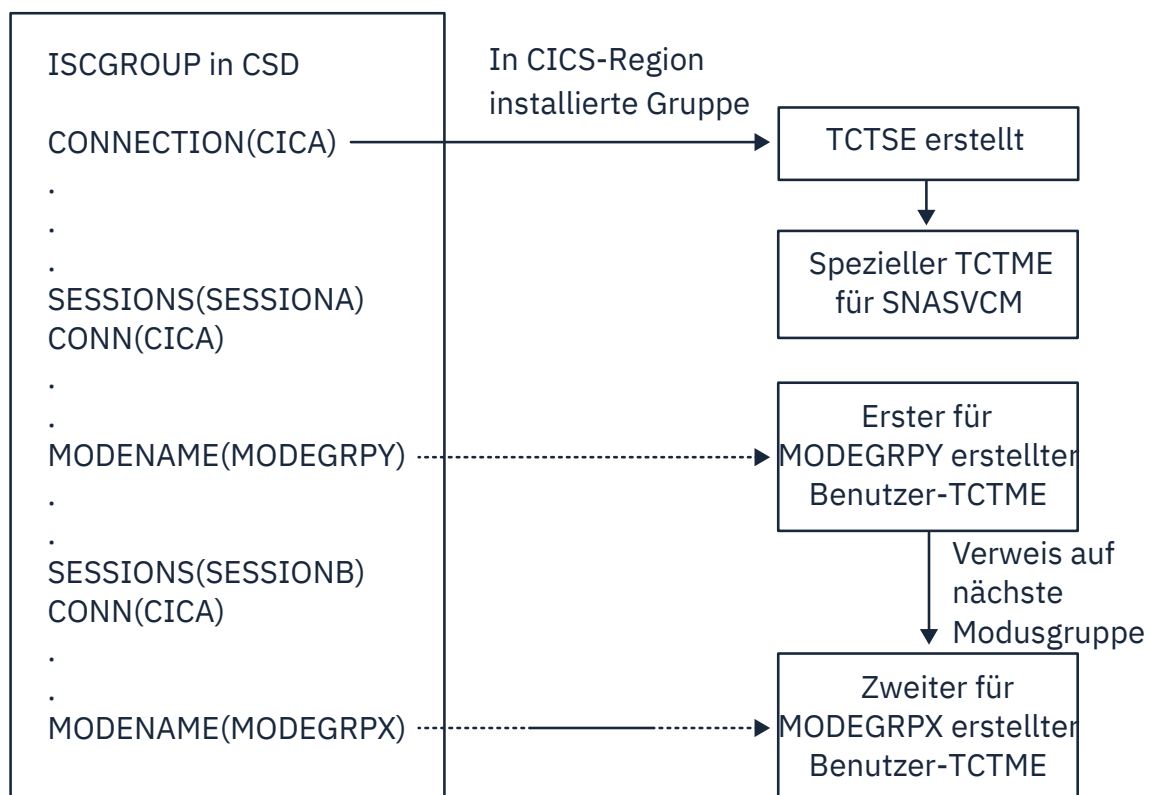 ISCGROUP in CSD
In CICS-Region
installierte Gruppe
CONNECTION(CICA)
TCTSE erstellt
.
.
.
Spezieller TCTME
für SNASVCM
SESSIONS(SESSIONA)
CONN(CICA)
.
.
MODENAME(MODEGRPY)
Erster für
MODEGRPY erstellter
Benutzer-TCTME
.
.
SESSIONS(SESSIONB)
CONN(CICA)
Verweis auf
nächste
Modusgruppe
.
.
MODENAME(MODEGRPX)
Zweiter für
MODEGRPX erstellter
Benutzer-TCTME